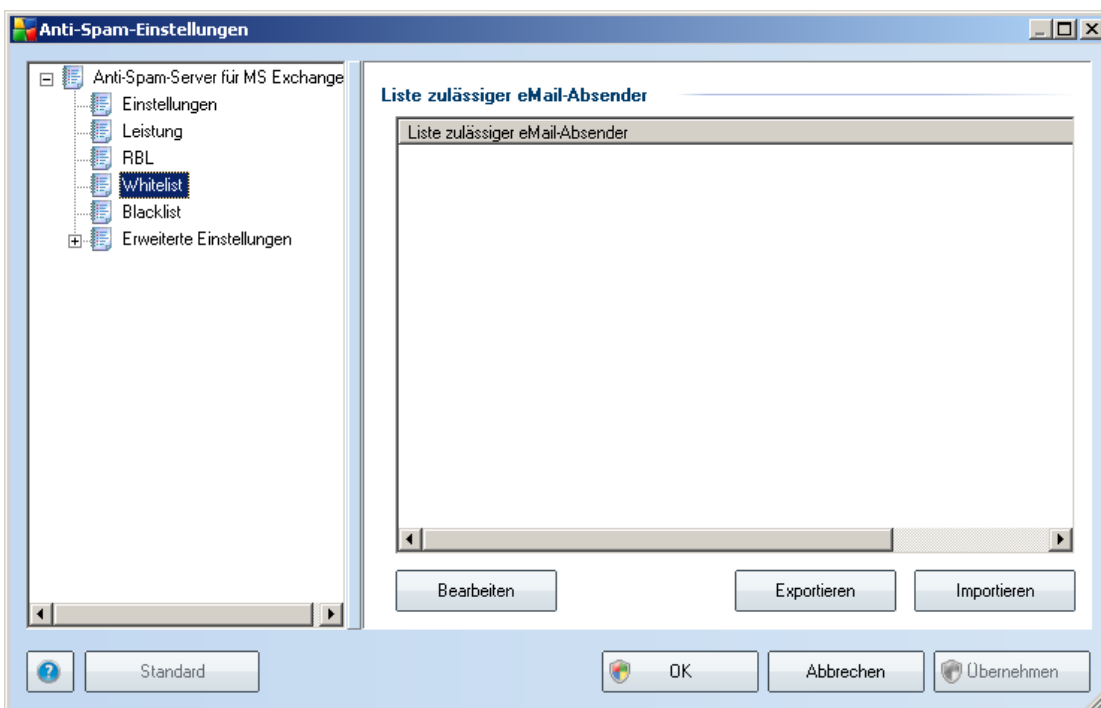 Anti-Spam-Einstellungen
Anti-Spam-Server für MS Exchange
Einstellungen
Leistung
RBL
Whitelist
Blacklist
Erweiterte Einstellungen
Liste zulässiger eMail-Absender
Liste zulässiger eMail-Absender
Bearbeiten
Exportieren
Importieren
Standard
OK
Abbrechen
Übernehmen